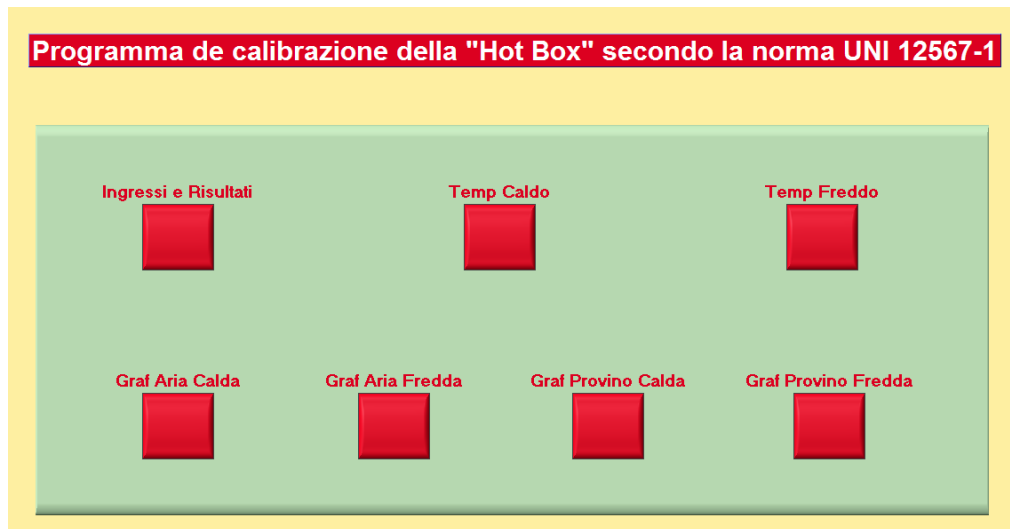 Programma de calibrazione della "Hot Box" secondo la norma UNI 12567-1
Ingressi e Risultati
Temp Caldo
Temp Freddo
Graf Aria Calda
Graf Aria Fredda
Graf Provino Calda
Graf Provino Fredda